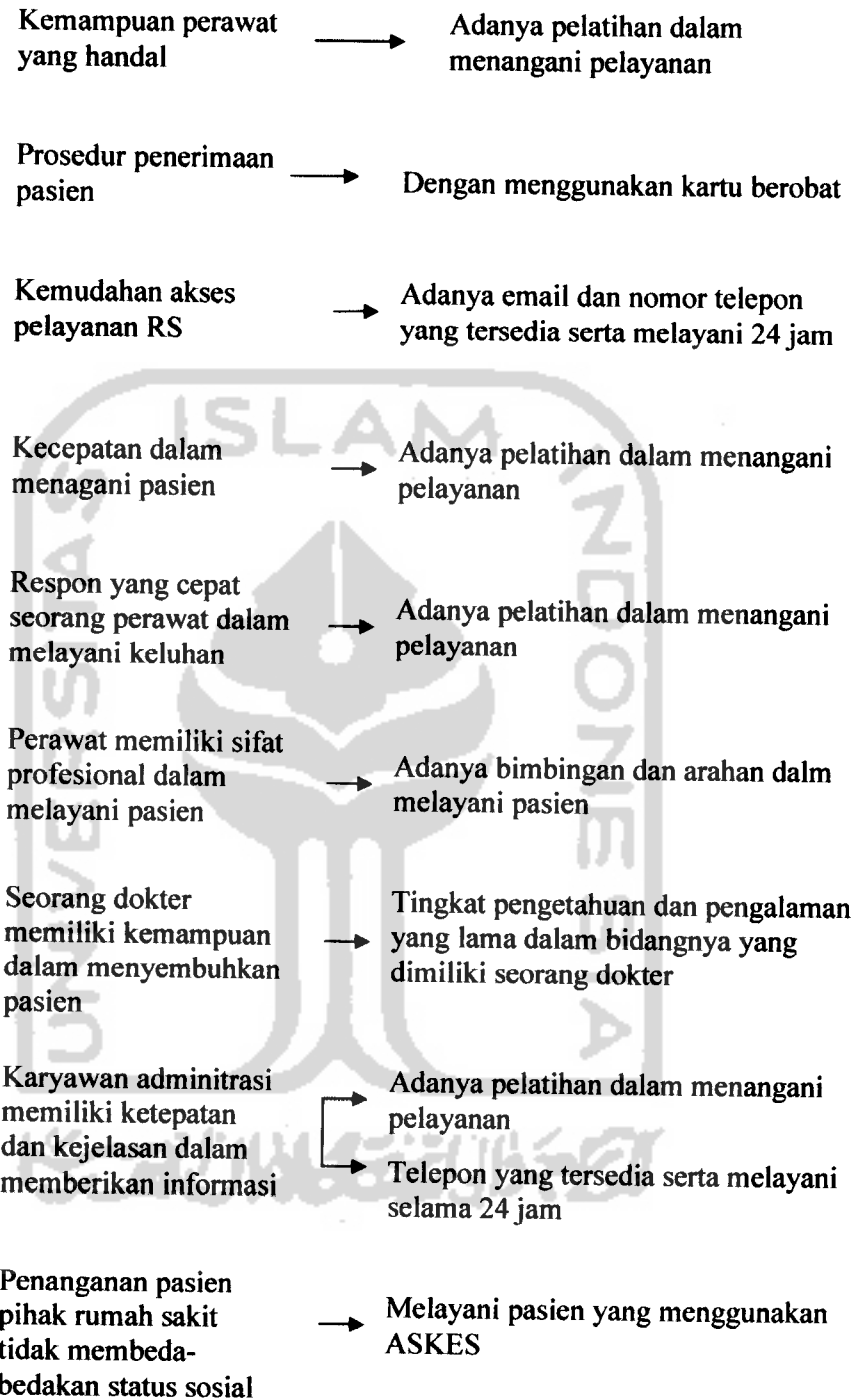 Kemampuan perawat
yang handal
Adanya pelatihan dalam
menangani pelayanan
Prosedur penerimaan
pasien
Dengan menggunakan kartu berobat
Kemudahan akses
pelayanan RS
Adanya email dan nomor telepon
yang tersedia serta melayani 24 jam
Kecepatan dalam
menagani pasien
Adanya pelatihan dalam menangani
pelayanan
Respon yang cepat
seorang perawat dalam
melayani keluhan
Adanya pelatihan dalam menangani
pelayanan
Perawat memiliki sifat
profesional dalam
melayani pasien
Adanya bimbingan dan arahan dalm
melayani pasien
Seorang dokter
memiliki kemampuan
dalam menyembuhkan
pasien
Tingkat pengetahuan dan pengalaman
yang lama dalam bidangnya yang
dimiliki seorang dokter
Karyawan adminitrasi
memiliki ketepatan
dan kejelasan dalam
memberikan informasi
Adanya pelatihan dalam menangani
pelayanan
Telepon yang tersedia serta melayani
selama 24 jam
Penanganan pasien
pihak rumah sakit
tidak membeda-
bedakan status sosial
Melayani pasien yang menggunakan
ASKES
UNIVERSITAS
ISLAM
INDONESIA